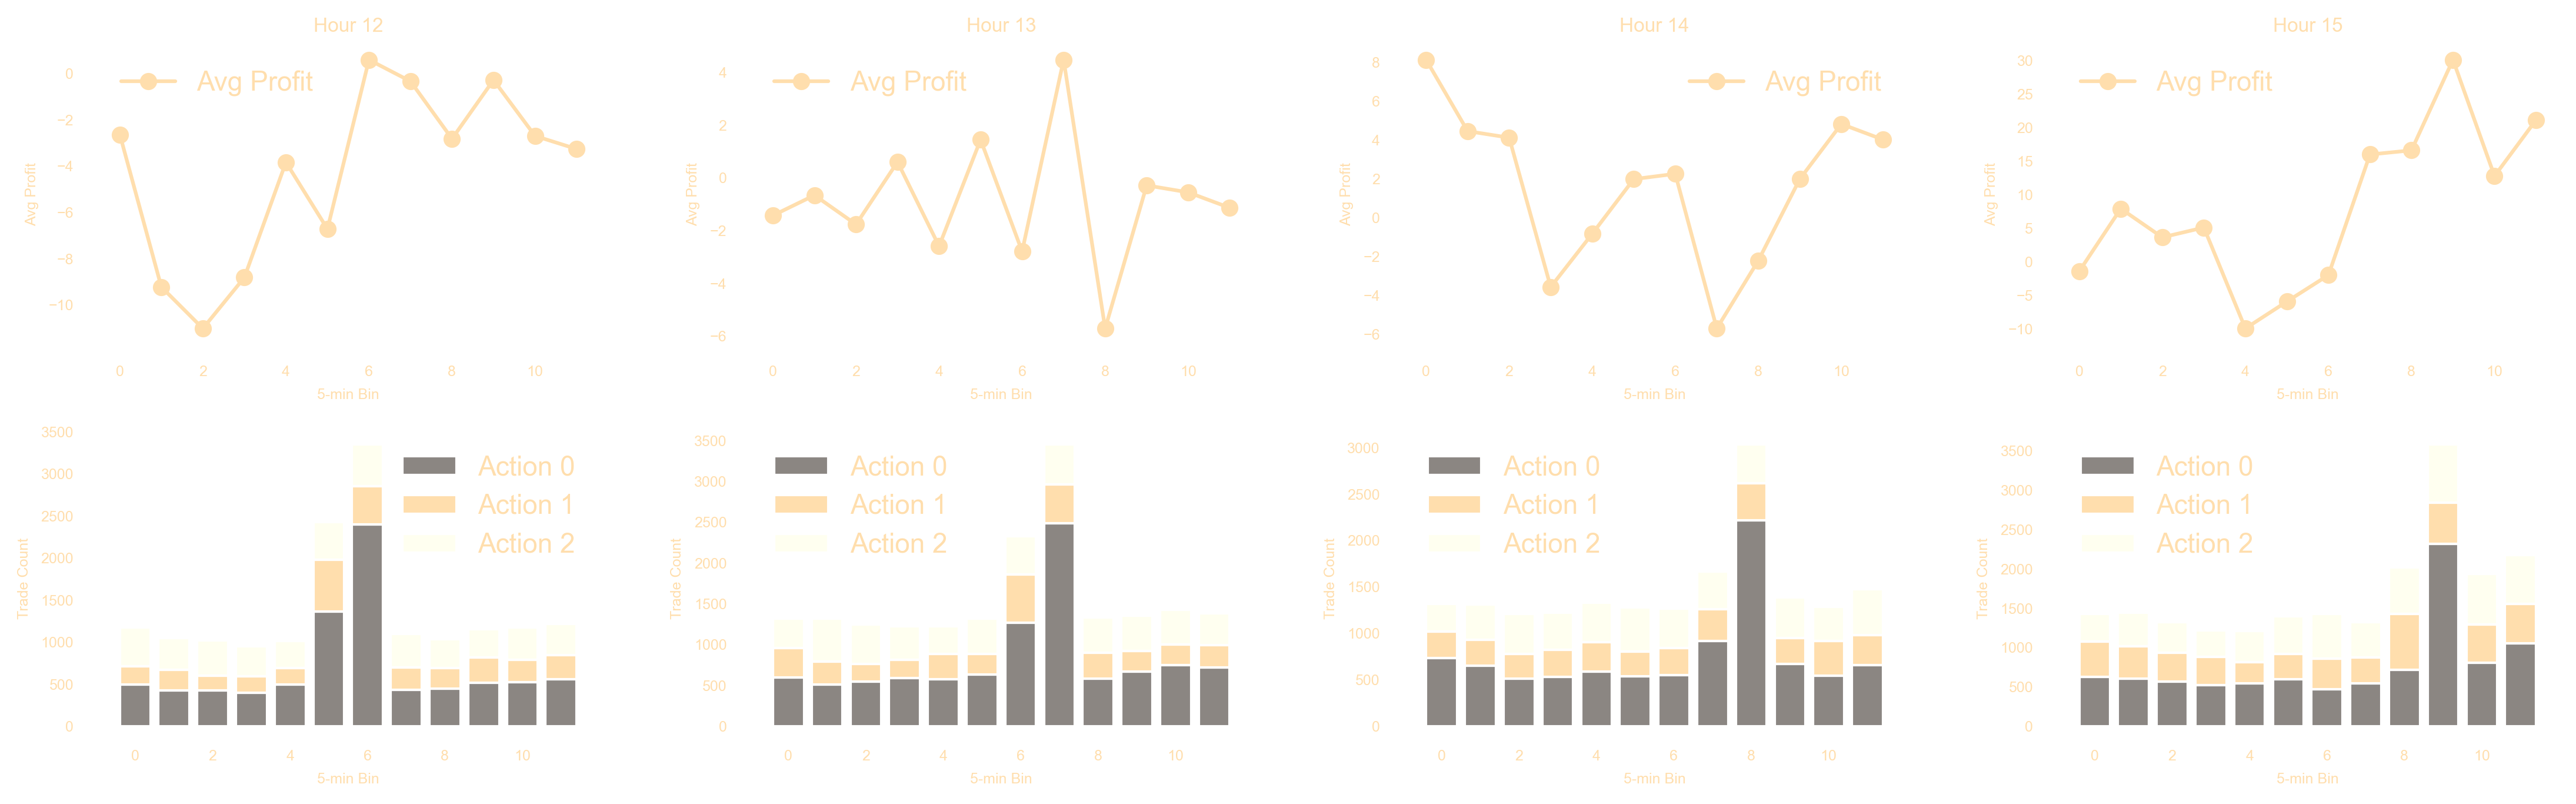 Hour 12
Avg Profit
0
−2
−4
−6
−8
−10
Avg Profit
0 2 4 6 8 10
5-min Bin
Hour 13
Avg Profit
4
2
0
−2
−4
−6
Avg Profit
0 2 4 6 8 10
5-min Bin
Hour 14
Avg Profit
8
6
4
2
0
−2
−4
−6
Avg Profit
0 2 4 6 8 10
5-min Bin
Hour 15
Avg Profit
30
25
20
15
10
5
0
−5
−10
Avg Profit
0 2 4 6 8 10
5-min Bin
Trade Count
3500
3000
2500
2000
1500
1000
500
0
Action 0
Action 1
Action 2
0 2 4 6 8 10
5-min Bin
Trade Count
3500
3000
2500
2000
1500
1000
500
0
Action 0
Action 1
Action 2
0 2 4 6 8 10
5-min Bin
Trade Count
3000
2500
2000
1500
1000
500
0
Action 0
Action 1
Action 2
0 2 4 6 8 10
5-min Bin
Trade Count
3500
3000
2500
2000
1500
1000
500
0
Action 0
Action 1
Action 2
0 2 4 6 8 10
5-min Bin